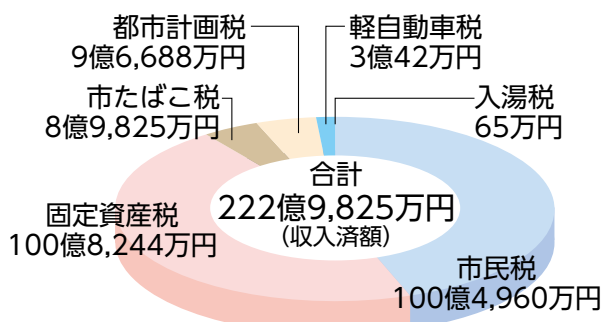 都市計画税
9億6,688万円
軽自動車税
3億42万円
市たばこ税
8億9,825万円
入湯税
65万円
合計
222億9,825万円
(収入済額)
固定資産税
100億8,244万円
市民税
100億4,960万円